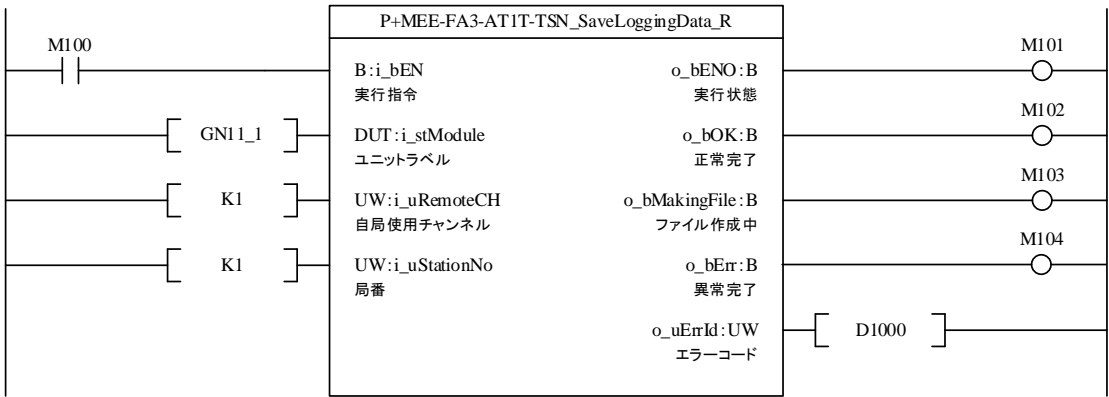 P+MEE-FA3-AT1T-TSN_SaveLoggingData_R
M100
M101
B:i_bEN
o_bENO:B
実行指令
実行状態
M102
GN11_1
DUT:i_stModule
o_bOK:B
ユニットラベル
正常完了
M103
K1
UW:i_uRemoteCH
o_bMakingFile:B
自局使用チャンネル
ファイル作成中
M104
K1
UW:i_uStationNo
o_bErr:B
局番
異常完了
o_uErrId:UW
D1000
エラーコード